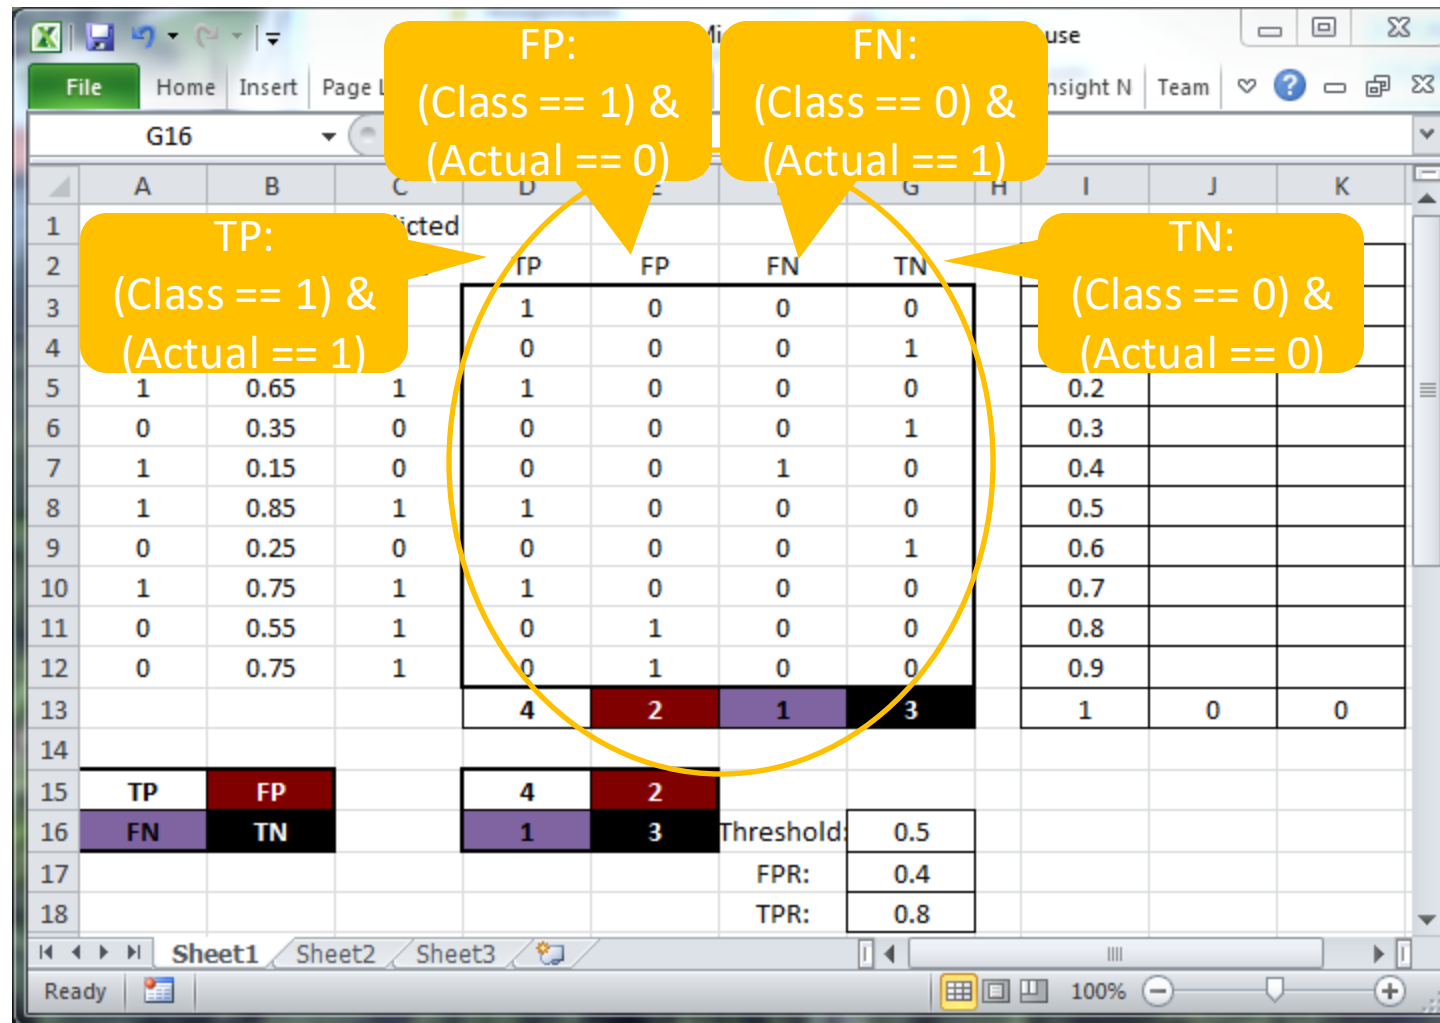 FP:
(Class == 1) &
(Actual == 0)
FN:
(Class == 0) &
(Actual == 1)
File Home Insert Page L nsight N Team
G16
A B C D G H I J K
TP:
(Class == 1) &
(Actual == 1)
TN:
(Class == 0) &
(Actual == 0)
1 icted
2 TP FP FN TN
3 1 0 0 0
4 0 0 0 1
5 1 0.65 1 1 0 0 0 0.2
6 0 0.35 0 0 0 0 1 0.3
7 1 0.15 0 0 0 1 0 0.4
8 1 0.85 1 1 0 0 0 0.5
9 0 0.25 0 0 0 0 1 0.6
10 1 0.75 1 1 0 0 0 0.7
11 0 0.55 1 0 1 0 0 0.8
12 0 0.75 1 0 1 0 0 0.9
13 4 2 1 3 1 0 0
14
15 TP FP 4 2
16 FN TN 1 3 Threshold: 0.5
17 FPR: 0.4
18 TPR: 0.8
Sheet1 Sheet2 Sheet3
Ready 100%